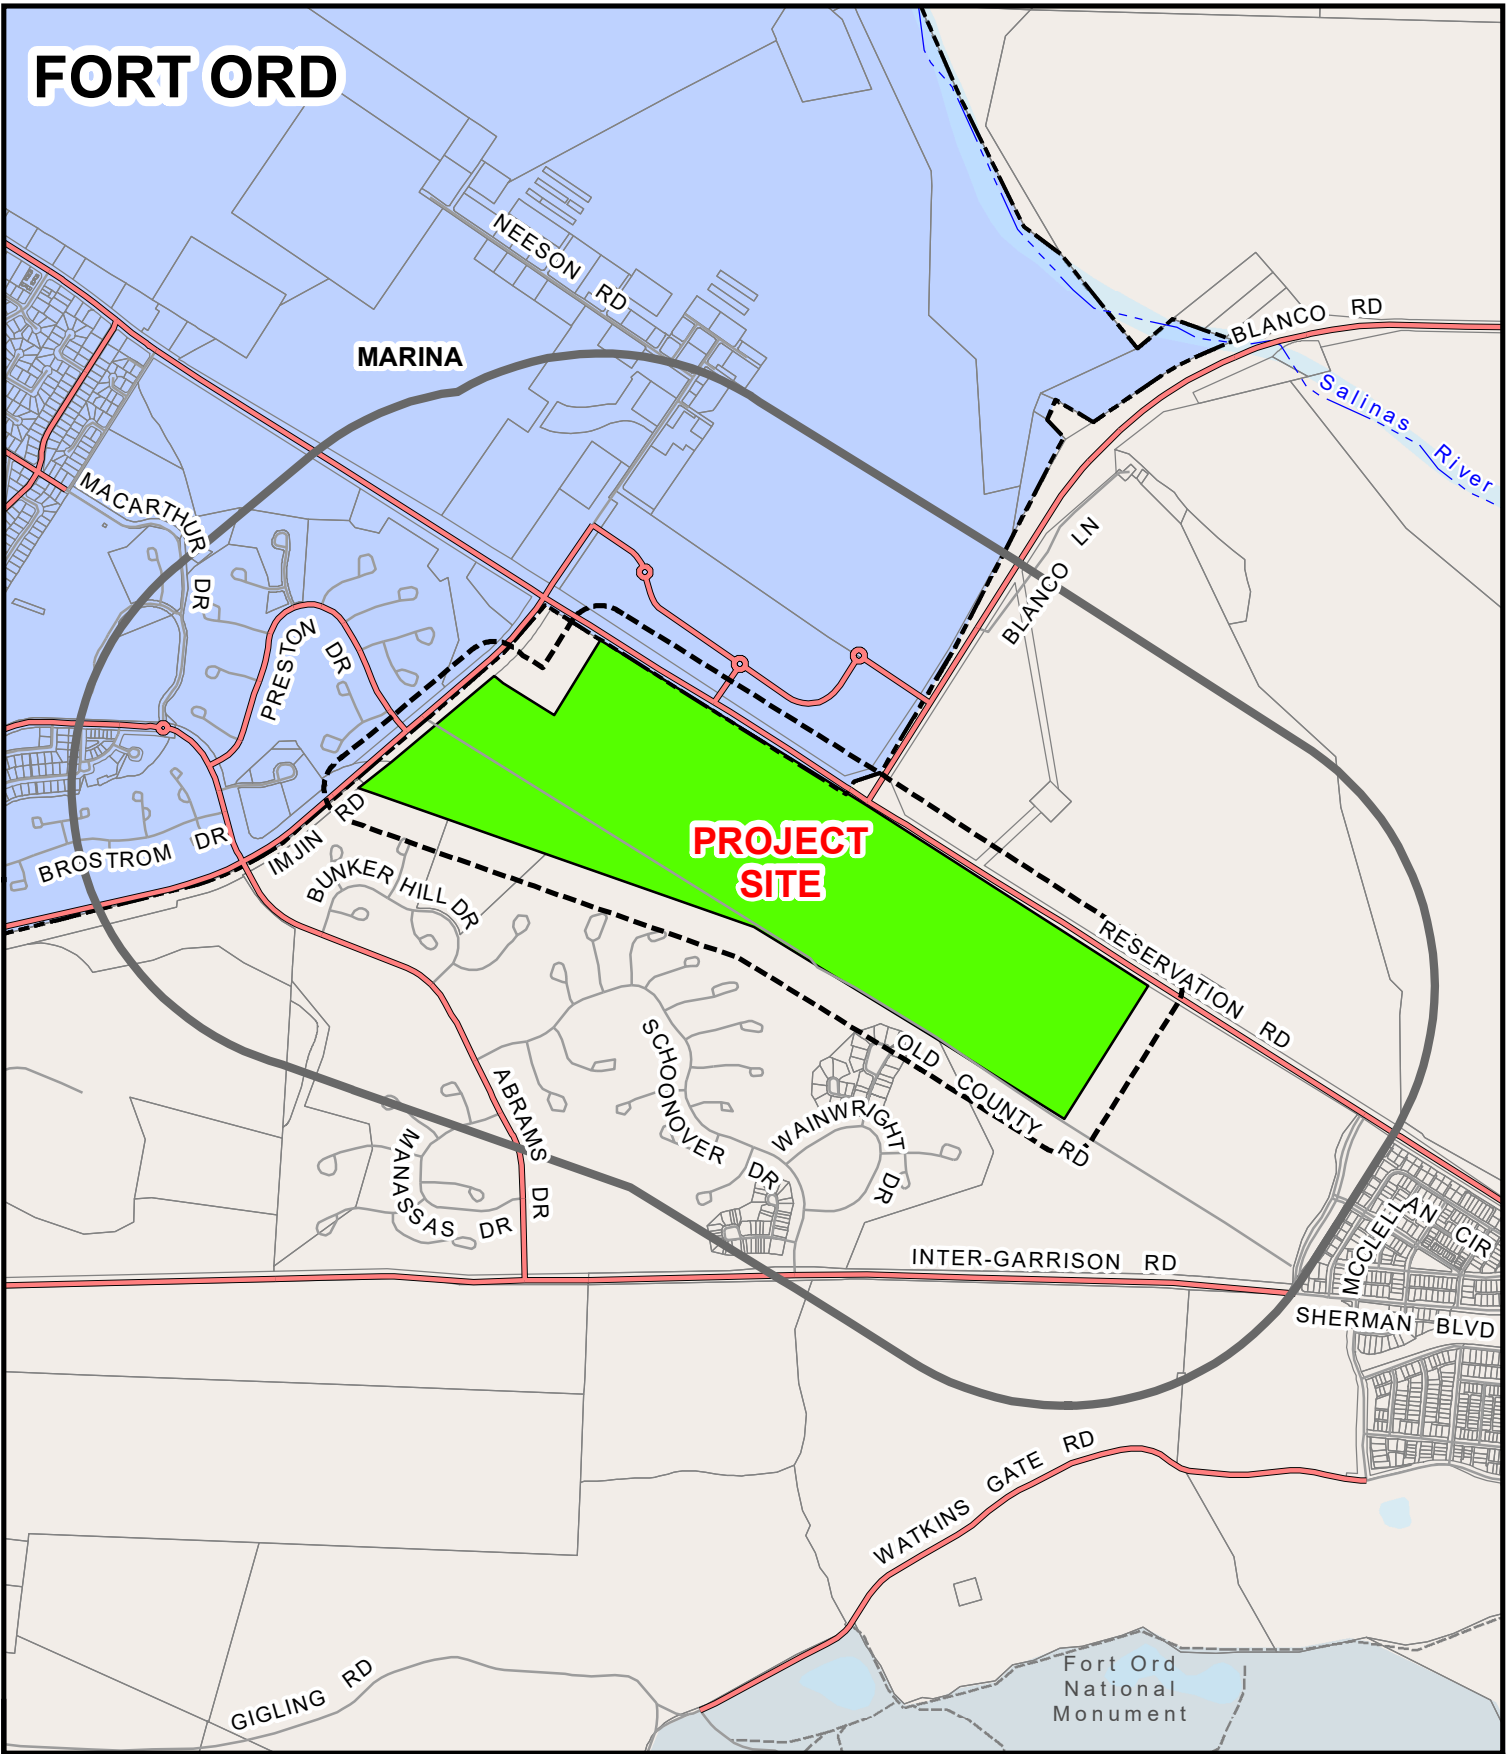 FORT ORD
NEESON RD
MARINA
BLANCO RD
Salinas River
MACARTHUR DR
BLANCO LN
PRESTON DR
IMJIN RD
BROSTROM DR
BUNKER HILL DR
PROJECT
SITE
RESERVATION RD
SCHOONOVER DR
OLD COUNTY RD
ABRAMS DR
WAINWRIGHT DR
MANASSAS DR
MCCLELLAN CIR
INTER-GARRISON RD
SHERMAN BLVD
WATKINS GATE RD
GIGLING RD
Fort Ord
National
Monument